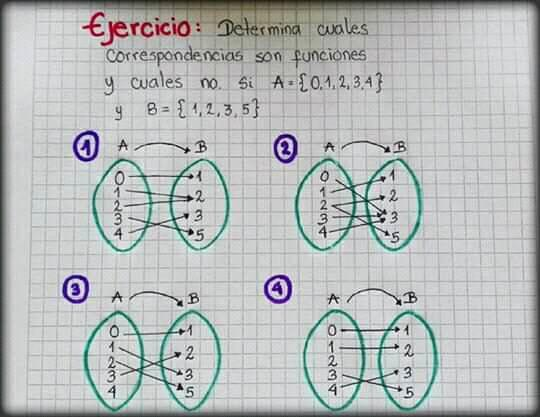 Ejercicio: Determina cuales
correspondencias son funciones
y cuales no. Si A = {0,1,2,3,4}
y B = { 1, 2, 3, 5}
1 A B
0 1
1 2
2 3
3 5
4
2 A B
0 1
1 2
2 3
3 5
4
3 A B
0 1
1 2
2 3
3 5
4
4 A B
0 1
1 2
2 3
3 5
4